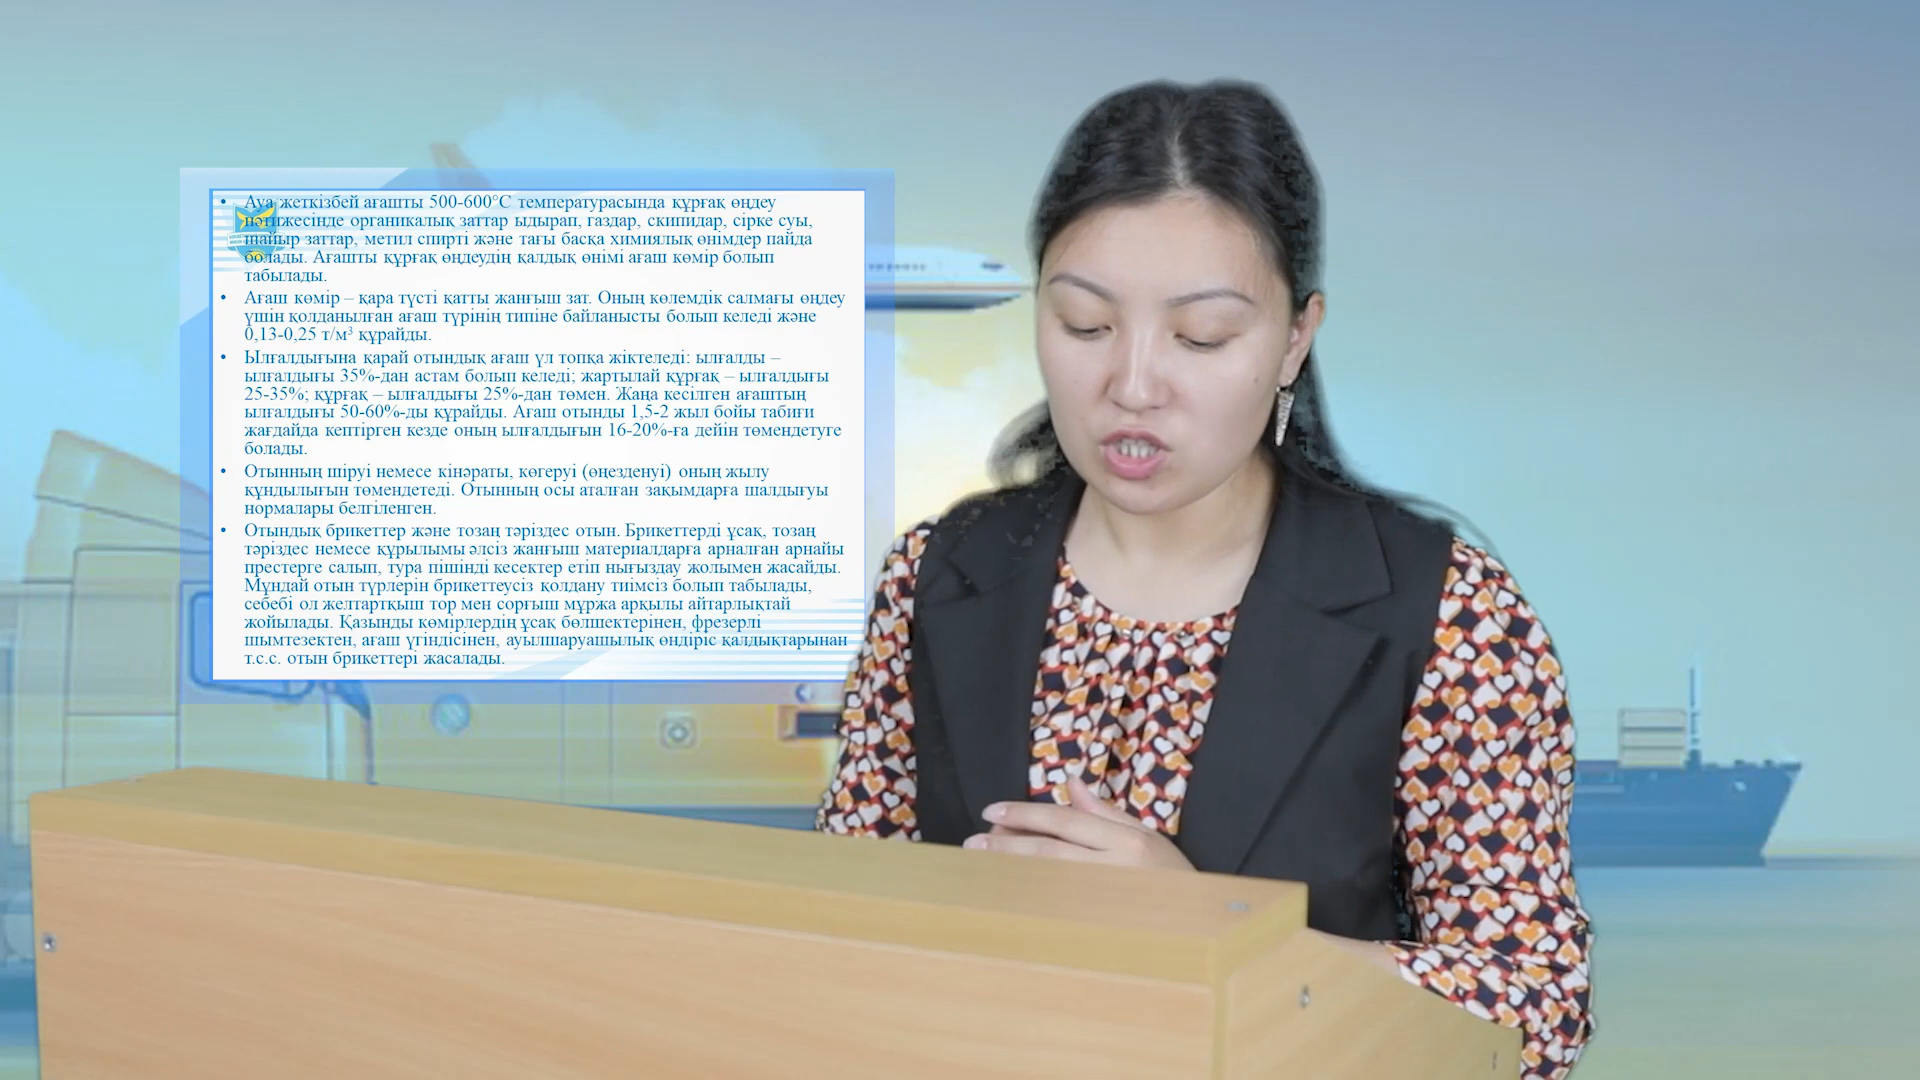 • Ауа жеткізбей ағашты 500-600°С температурасында құрғақ өңдеу
нәтижесінде органикалық заттар ыдырап, газдар, скипидар, сірке суы,
шайыр заттар, метил спирті және тағы басқа химиялық өнімдер пайда
болады. Ағашты құрғақ өңдеудің қалдық өнімі ағаш көмір болып
табылады.
• Ағаш көмір – қара түсті қатты жанғыш зат. Оның көлемдік салмағы өңдеу
үшін қолданылған ағаш түрінің типіне байланысты болып келеді және
0,13-0,25 т/м³ құрайды.
• Ылғалдығына қарай отындық ағаш үл топқа жіктеледі: ылғалды –
ылғалдығы 35%-дан астам болып келеді; жартылай құрғақ – ылғалдығы
25-35%; құрғақ – ылғалдығы 25%-дан төмен. Жаңа кесілген ағаштың
ылғалдығы 50-60%-ды құрайды. Ағаш отынды 1,5-2 жыл бойы табиғи
жағдайда кептірген кезде оның ылғалдығын 16-20%-ға дейін төмендетуге
болады.
• Отынның шіруі немесе кінәраты, көгеруі (өңезденуі) оның жылу
құндылығын төмендетеді. Отынның осы аталған зақымдарға шалдығуы
нормалары белгіленген.
• Отындық брикеттер және тозаң тәріздес отын. Брикеттерді ұсақ, тозаң
тәріздес немесе құрылымы әлсіз жанғыш материалдарға арналған арнайы
престерге салып, тура пішінді кесектер етіп нығыздау жолымен жасайды.
Мұндай отын түрлерін брикеттеусіз қолдану тиімсіз болып табылады,
себебі ол желтартқыш тор мен сорғыш мұржа арқылы айтарлықтай
жойылады. Қазынды көмірлердің ұсақ бөлшектерінен, фрезерлі
шымтезектен, ағаш үгіндісінен, ауылшаруашылық өндіріс қалдықтарынан
т.с.с. отын брикеттері жасалады.